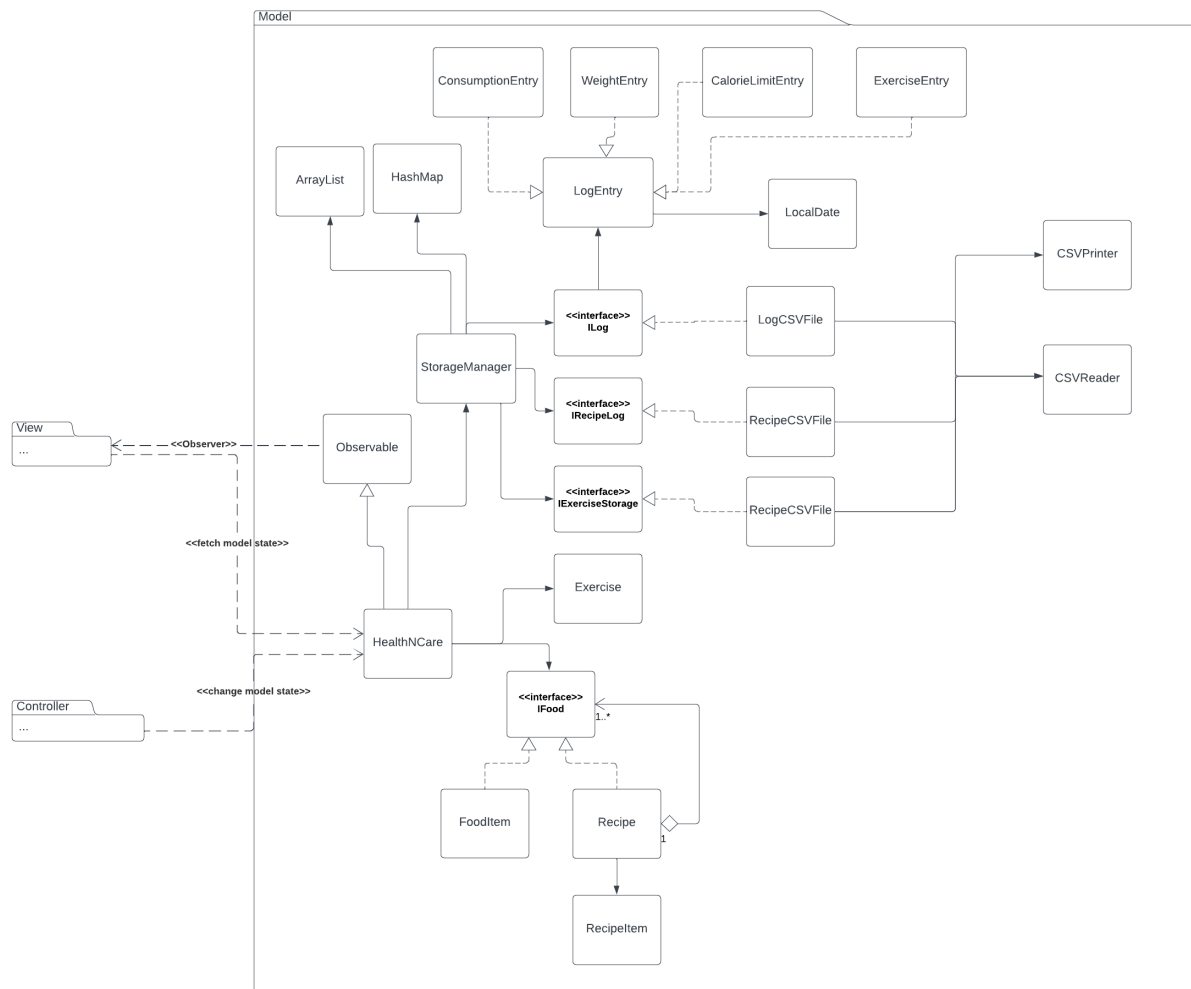 Model
ConsumptionEntry
WeightEntry
CalorieLimitEntry
ExerciseEntry
ArrayList
HashMap
LogEntry
LocalDate
CSVPrinter
<<interface>>
ILog
LogCSVFile
StorageManager
CSVReader
<<interface>>
IRecipeLog
RecipeCSVFile
View
...
<<Observer>>
Observable
<<interface>>
IExerciseStorage
RecipeCSVFile
<<fetch model state>>
Exercise
HealthNCare
<<change model state>>
Controller
...
<<interface>>
IFood
1..*
FoodItem
Recipe
1
RecipeItem